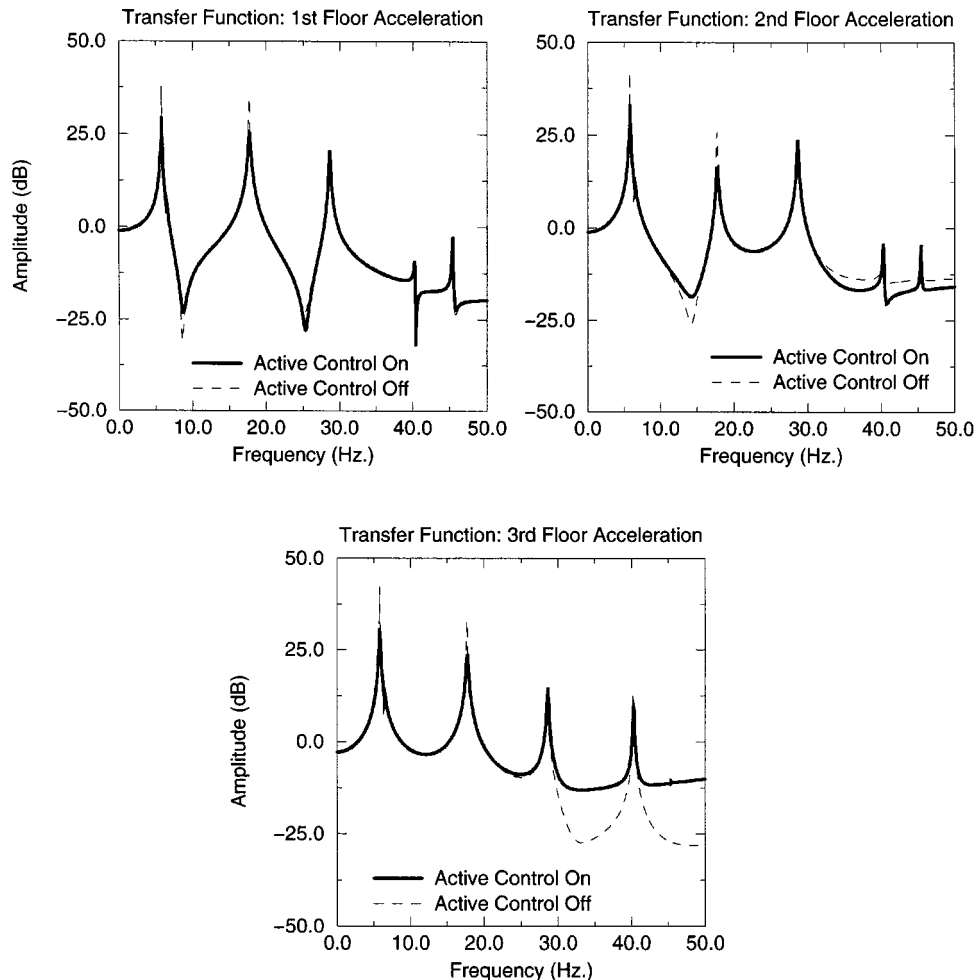 Transfer Function: 1st Floor Acceleration
50.0
25.0
0.0
−25.0
−50.0
Amplitude (dB)
Active Control On
Active Control Off
0.0 10.0 20.0 30.0 40.0 50.0
Frequency (Hz.)
Transfer Function: 2nd Floor Acceleration
50.0
25.0
0.0
−25.0
−50.0
Active Control On
Active Control Off
0.0 10.0 20.0 30.0 40.0 50.0
Frequency (Hz.)
Transfer Function: 3rd Floor Acceleration
50.0
25.0
0.0
−25.0
−50.0
Amplitude (dB)
Active Control On
Active Control Off
0.0 10.0 20.0 30.0 40.0 50.0
Frequency (Hz.)